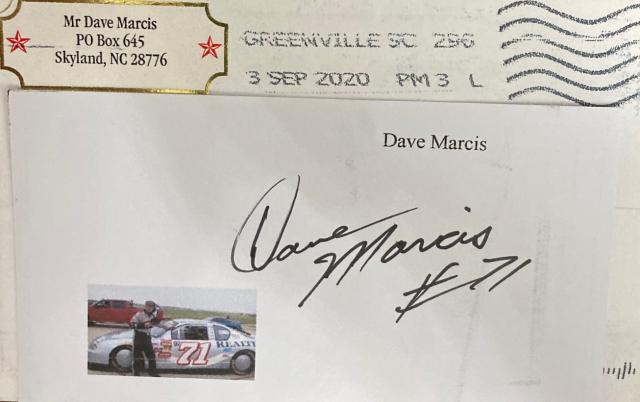 Mr Dave Marcis
PO Box 645
Skyland, NC 28776
GREENVILLE SC 296
3 SEP 2020 PM 3 L
Dave Marcis
Dave Marcis
#71
71
REALTY